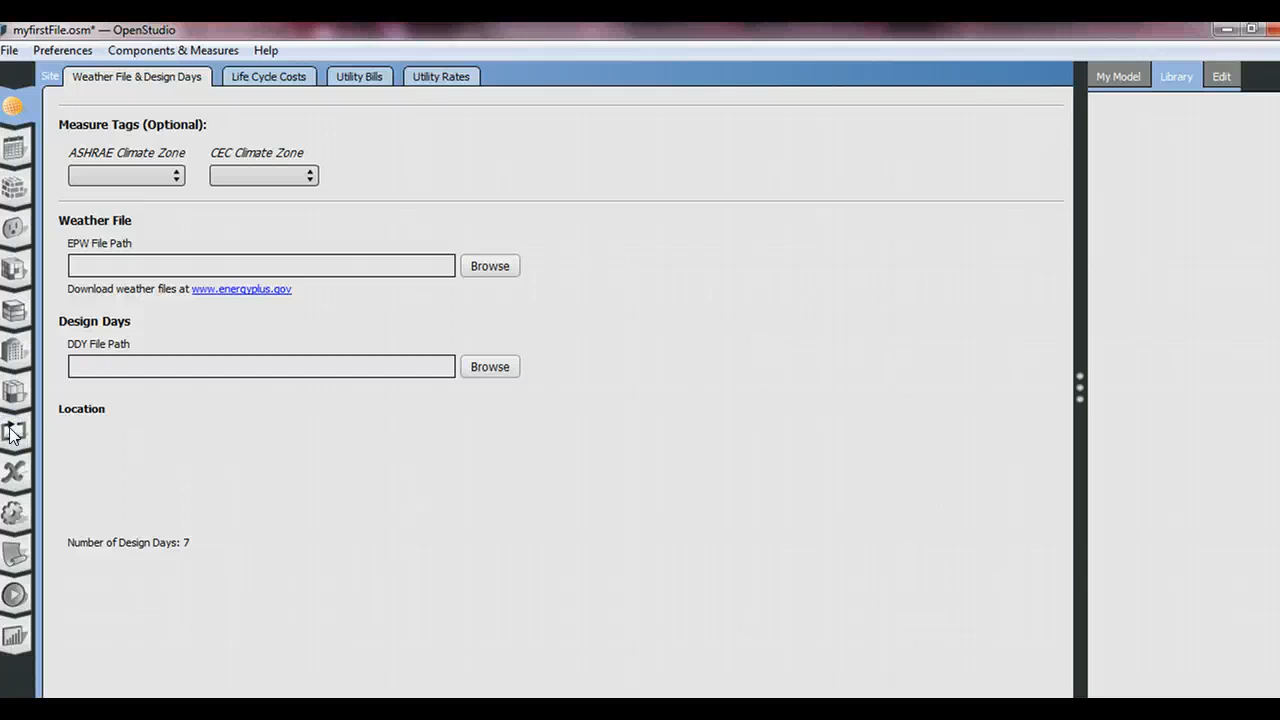 myfirstFile.osm* — OpenStudio
File Preferences Components & Measures Help
Site Weather File & Design Days Life Cycle Costs Utility Bills Utility Rates My Model Library Edit
Measure Tags (Optional):
ASHRAE Climate Zone CEC Climate Zone
Weather File
EPW File Path
Browse
Download weather files at www.energyplus.gov
Design Days
DDY File Path
Browse
Location
Number of Design Days: 7